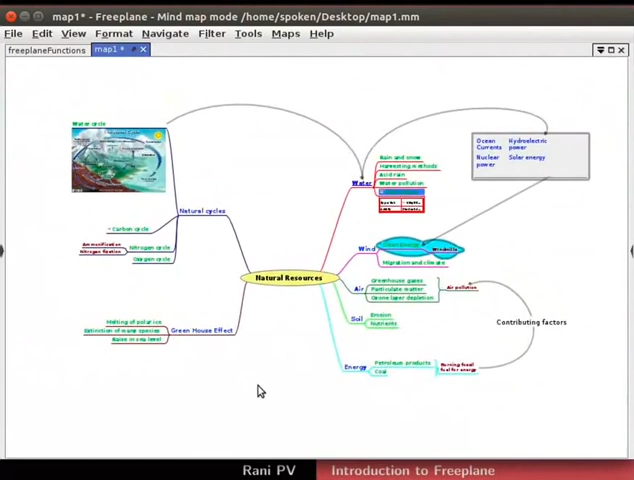 map1* - Freeplane - Mind map mode /home/spoken/Desktop/map1.mm
File Edit View Format Navigate Filter Tools Maps Help
freeplaneFunctions map1 *
Water cycle
Natural cycles
Carbon cycle
Ammonification
Nitrogen fixation
Nitrogen cycle
Oxygen cycle
Melting of polar ice
Extinction of many species
Raise in sea level
Green House Effect
Natural Resources
Water
Rain and snow
Harvesting methods
Acid rain
Water pollution
Ocean Currents
Hydroelectric power
Nuclear power
Solar energy
Wind
Clean Energy
Windmills
Migration and climate
Air
Greenhouse gases
Particulate matter
Ozone layer depletion
Air pollution
Soil
Erosion
Nutrients
Contributing factors
Energy
Petroleum products
Coal
Burning fossil
fuel for energy
Rani PV Introduction to Freeplane